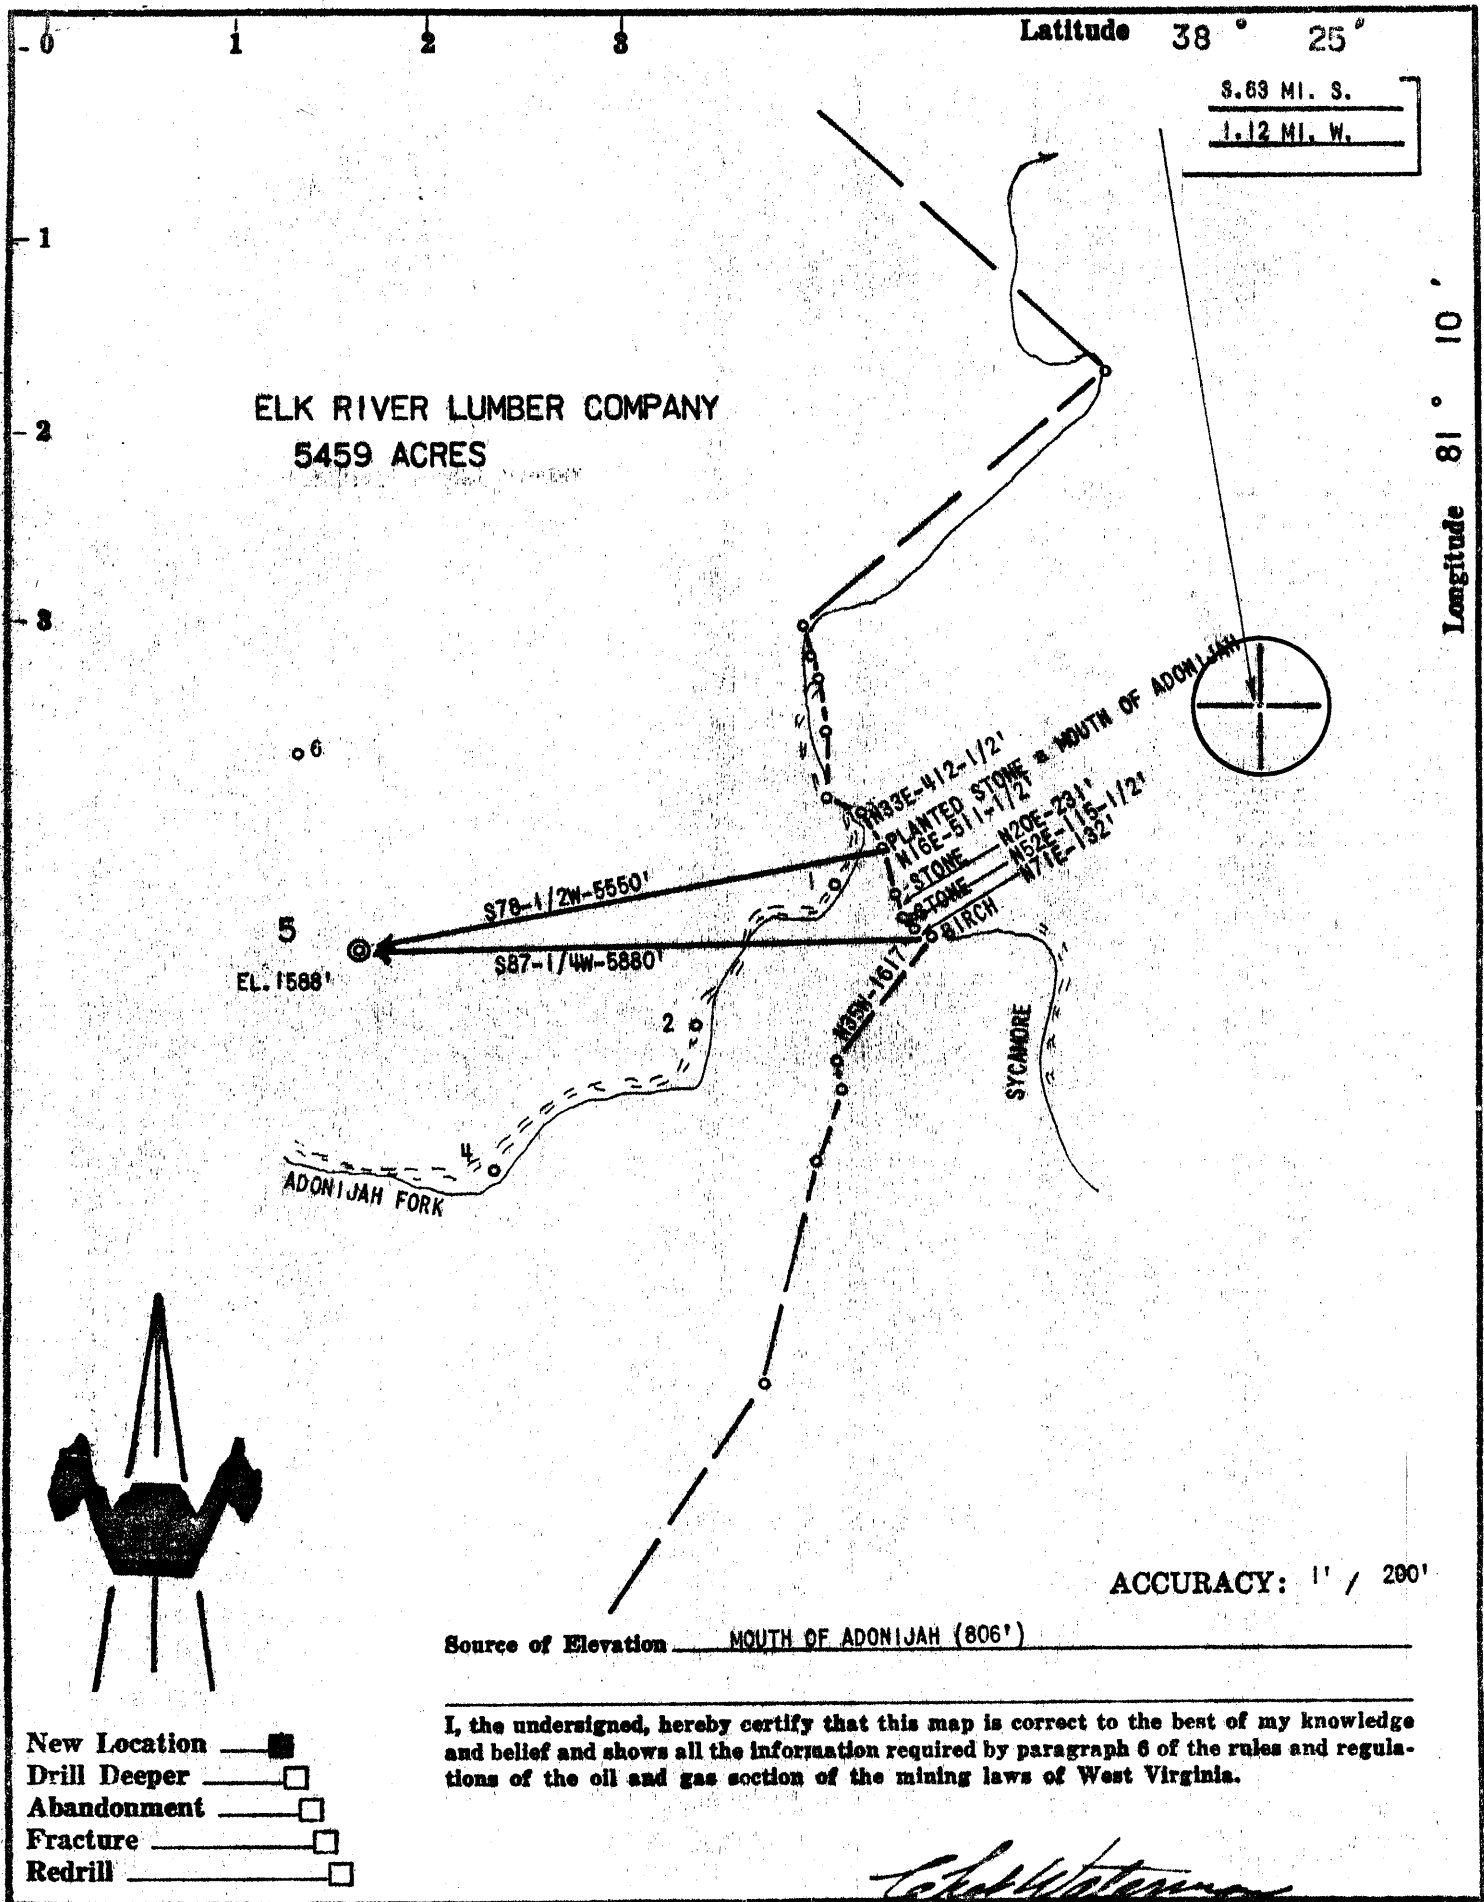 0 1 2 3 Latitude 38 ° 25'
3.63 MI. S.
1.12 MI. W.
1
2
3
Longitude 81 ° 10 '
ELK RIVER LUMBER COMPANY
5459 ACRES
6
N33E-412-1/2'
PLANTED STONE @ MOUTH OF ADONIJAH
N16E-511-1/2'
STONE N20E-231'
STONE N52E-115-1/2'
BIRCH N71E-132'
1
S78-1/2W-5550'
5
EL. 1588'
S87-1/4W-5880'
N35W-1617'
2
SYCAMORE
4
ADONIJAH FORK
ACCURACY: 1' / 200'
Source of Elevation MOUTH OF ADONIJAH (806')
I, the undersigned, hereby certify that this map is correct to the best of my knowledge
and belief and shows all the information required by paragraph 6 of the rules and regula-
tions of the oil and gas section of the mining laws of West Virginia.
New Location
Drill Deeper
Abandonment
Fracture
Redrill